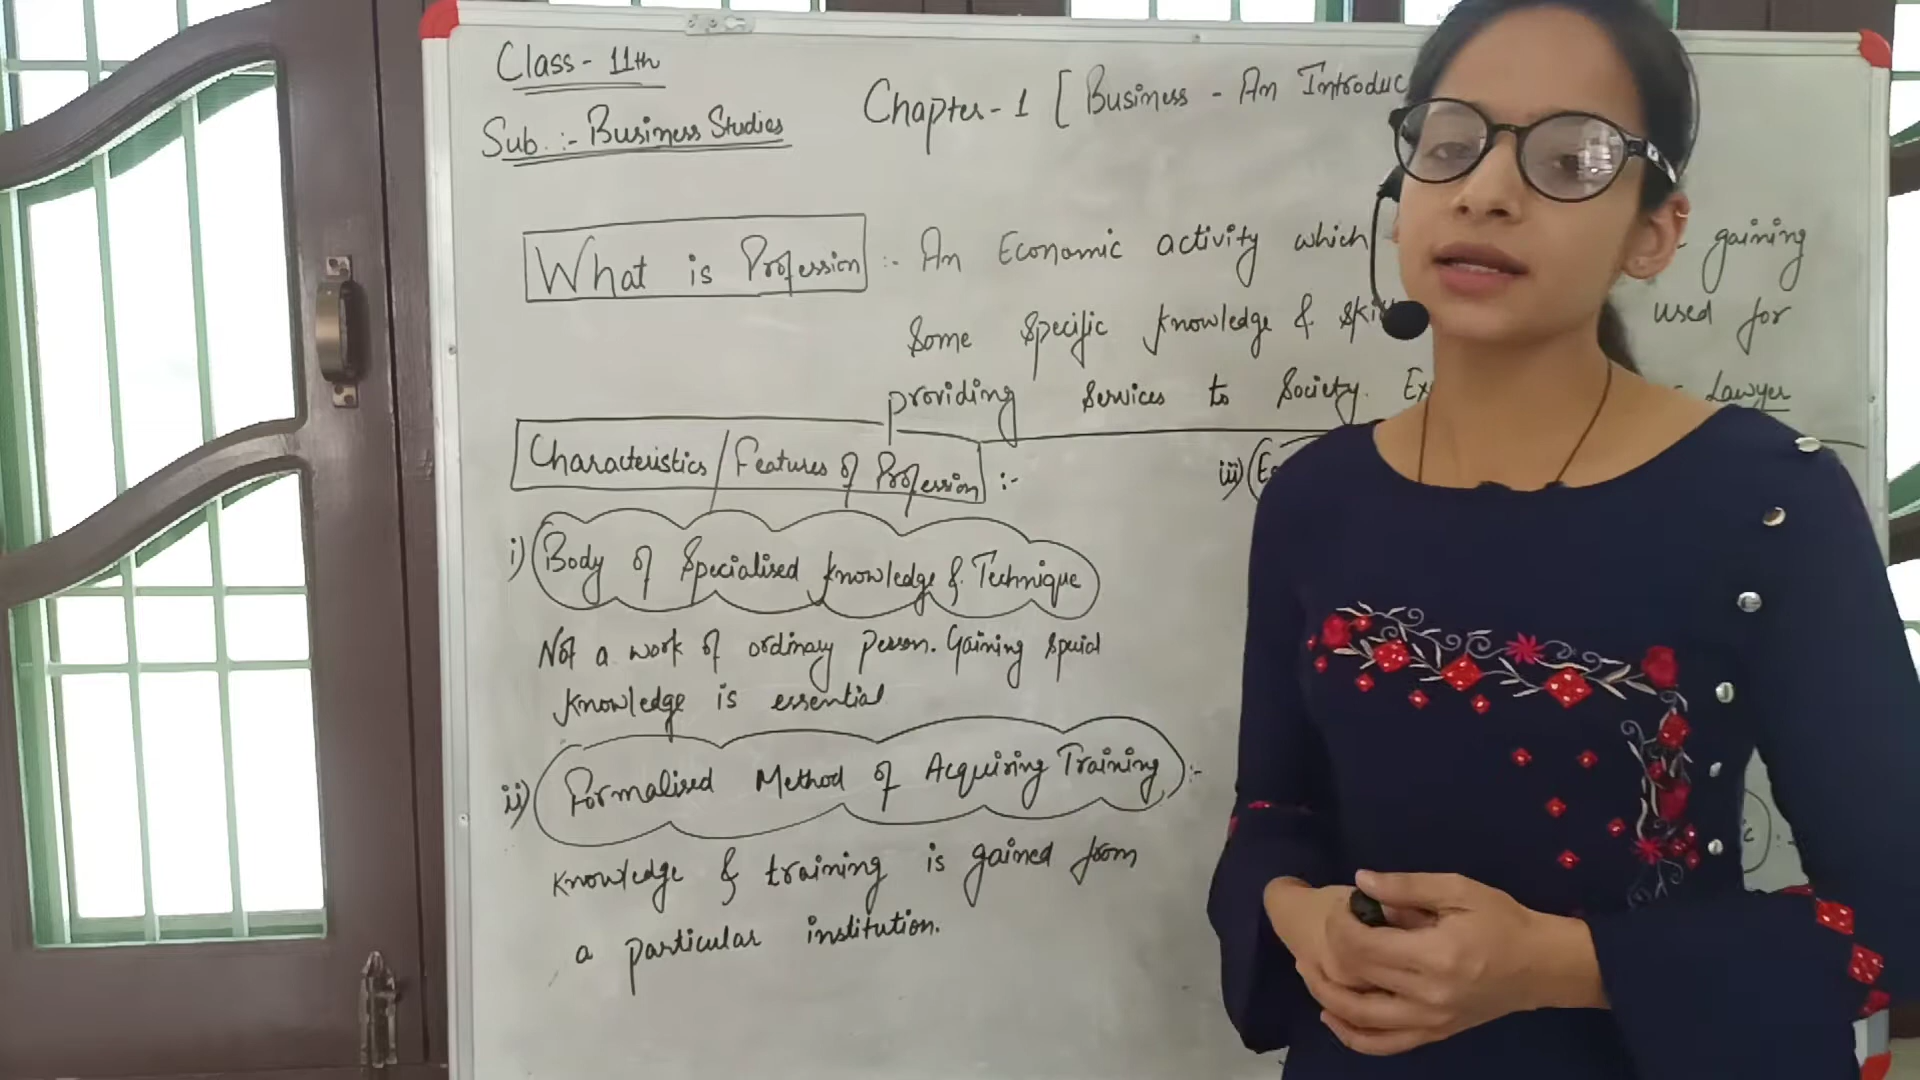 Class - 11th
Sub. :- Business Studies
Chapter - 1 [ Business - An Introduc
What is Profession :- An Economic activity which gaining
Some Specific Knowledge & Skil used for
providing Services to Society. Ex Lawyer
Characteristics / Features of Profession :-
i) Body of Specialised Knowledge & Technique
Not a work of ordinary person. Gaining special
Knowledge is essential
ii) Formalised Method of Acquiring Training :-
Knowledge & training is gained from
a particular institution.
iii)